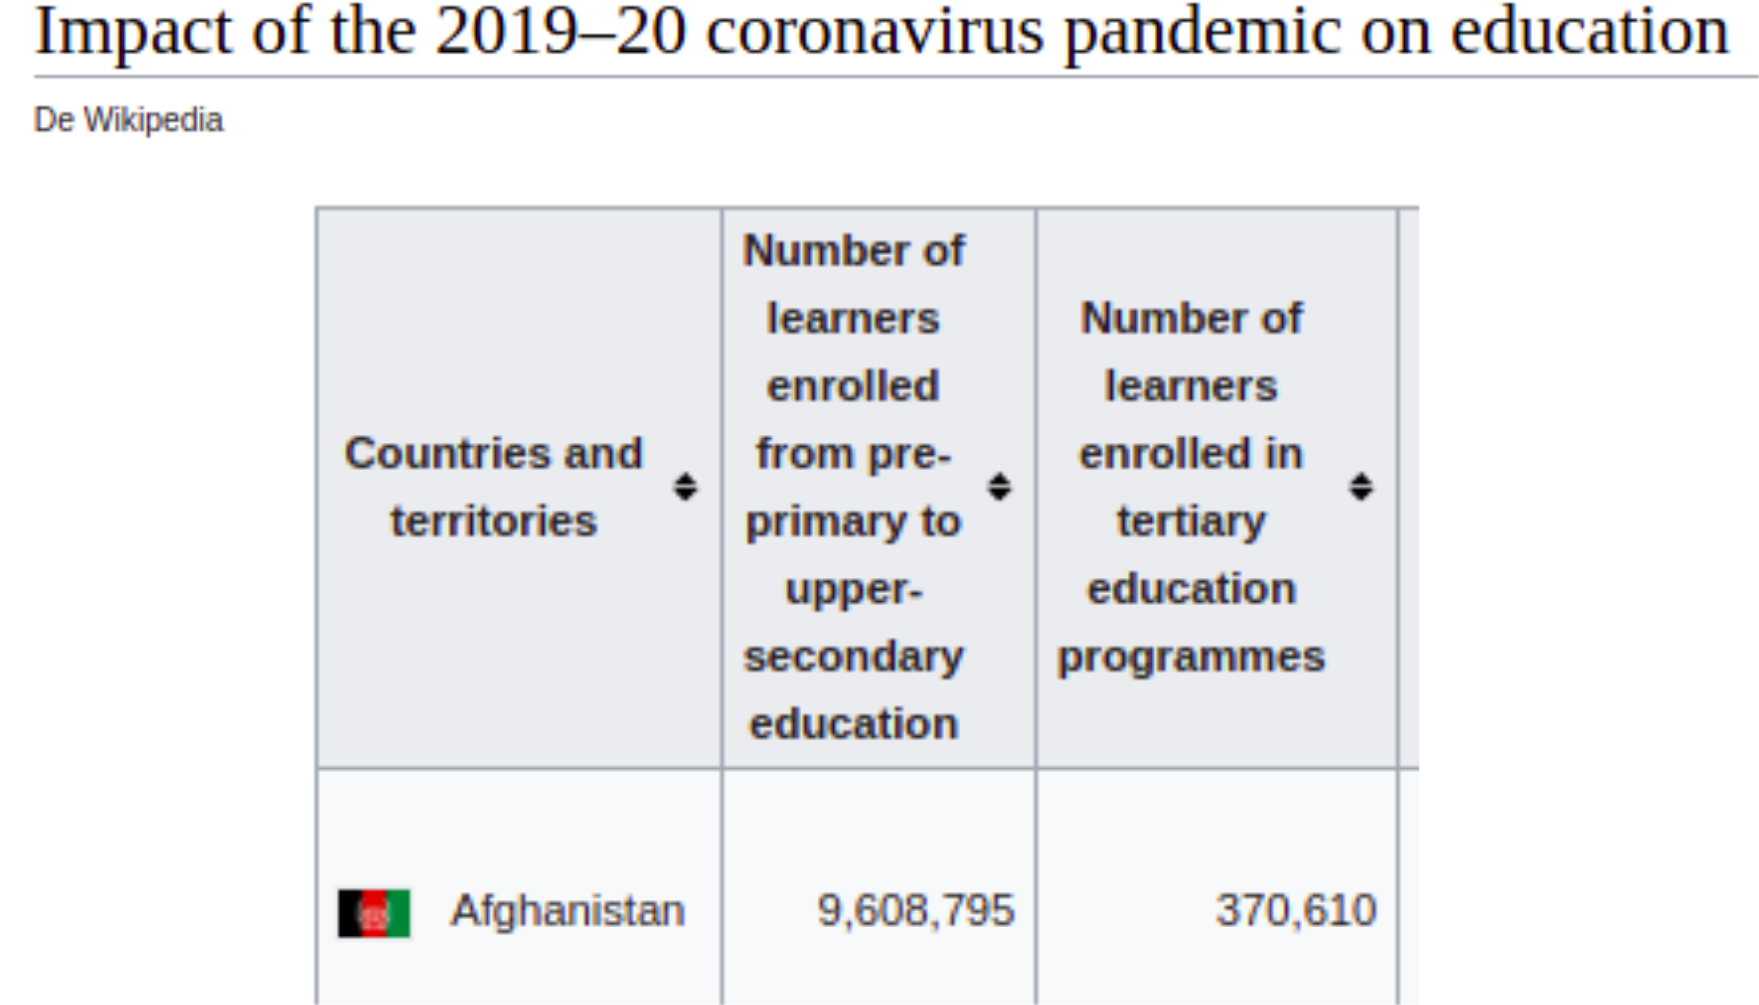 Impact of the 2019–20 coronavirus pandemic on education
De Wikipedia
Countries and
territories
Number of
learners
enrolled
from pre-
primary to
upper-
secondary
education
Number of
learners
enrolled in
tertiary
education
programmes
Afghanistan 9,608,795 370,610